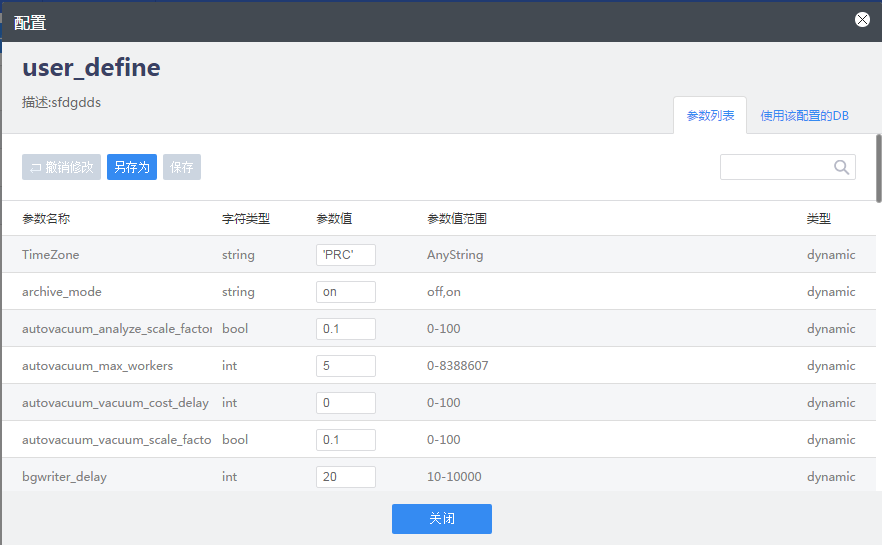 配置
user_define
描述:sfdgdds
参数列表 使用该配置的DB
撤销修改 另存为 保存
参数名称 字符类型 参数值 参数值范围 类型
TimeZone string 'PRC' AnyString dynamic
archive_mode string on off,on dynamic
autovacuum_analyze_scale_factor bool 0.1 0-100 dynamic
autovacuum_max_workers int 5 0-8388607 dynamic
autovacuum_vacuum_cost_delay int 0 0-100 dynamic
autovacuum_vacuum_scale_facto bool 0.1 0-100 dynamic
bgwriter_delay int 20 10-10000 dynamic
关闭